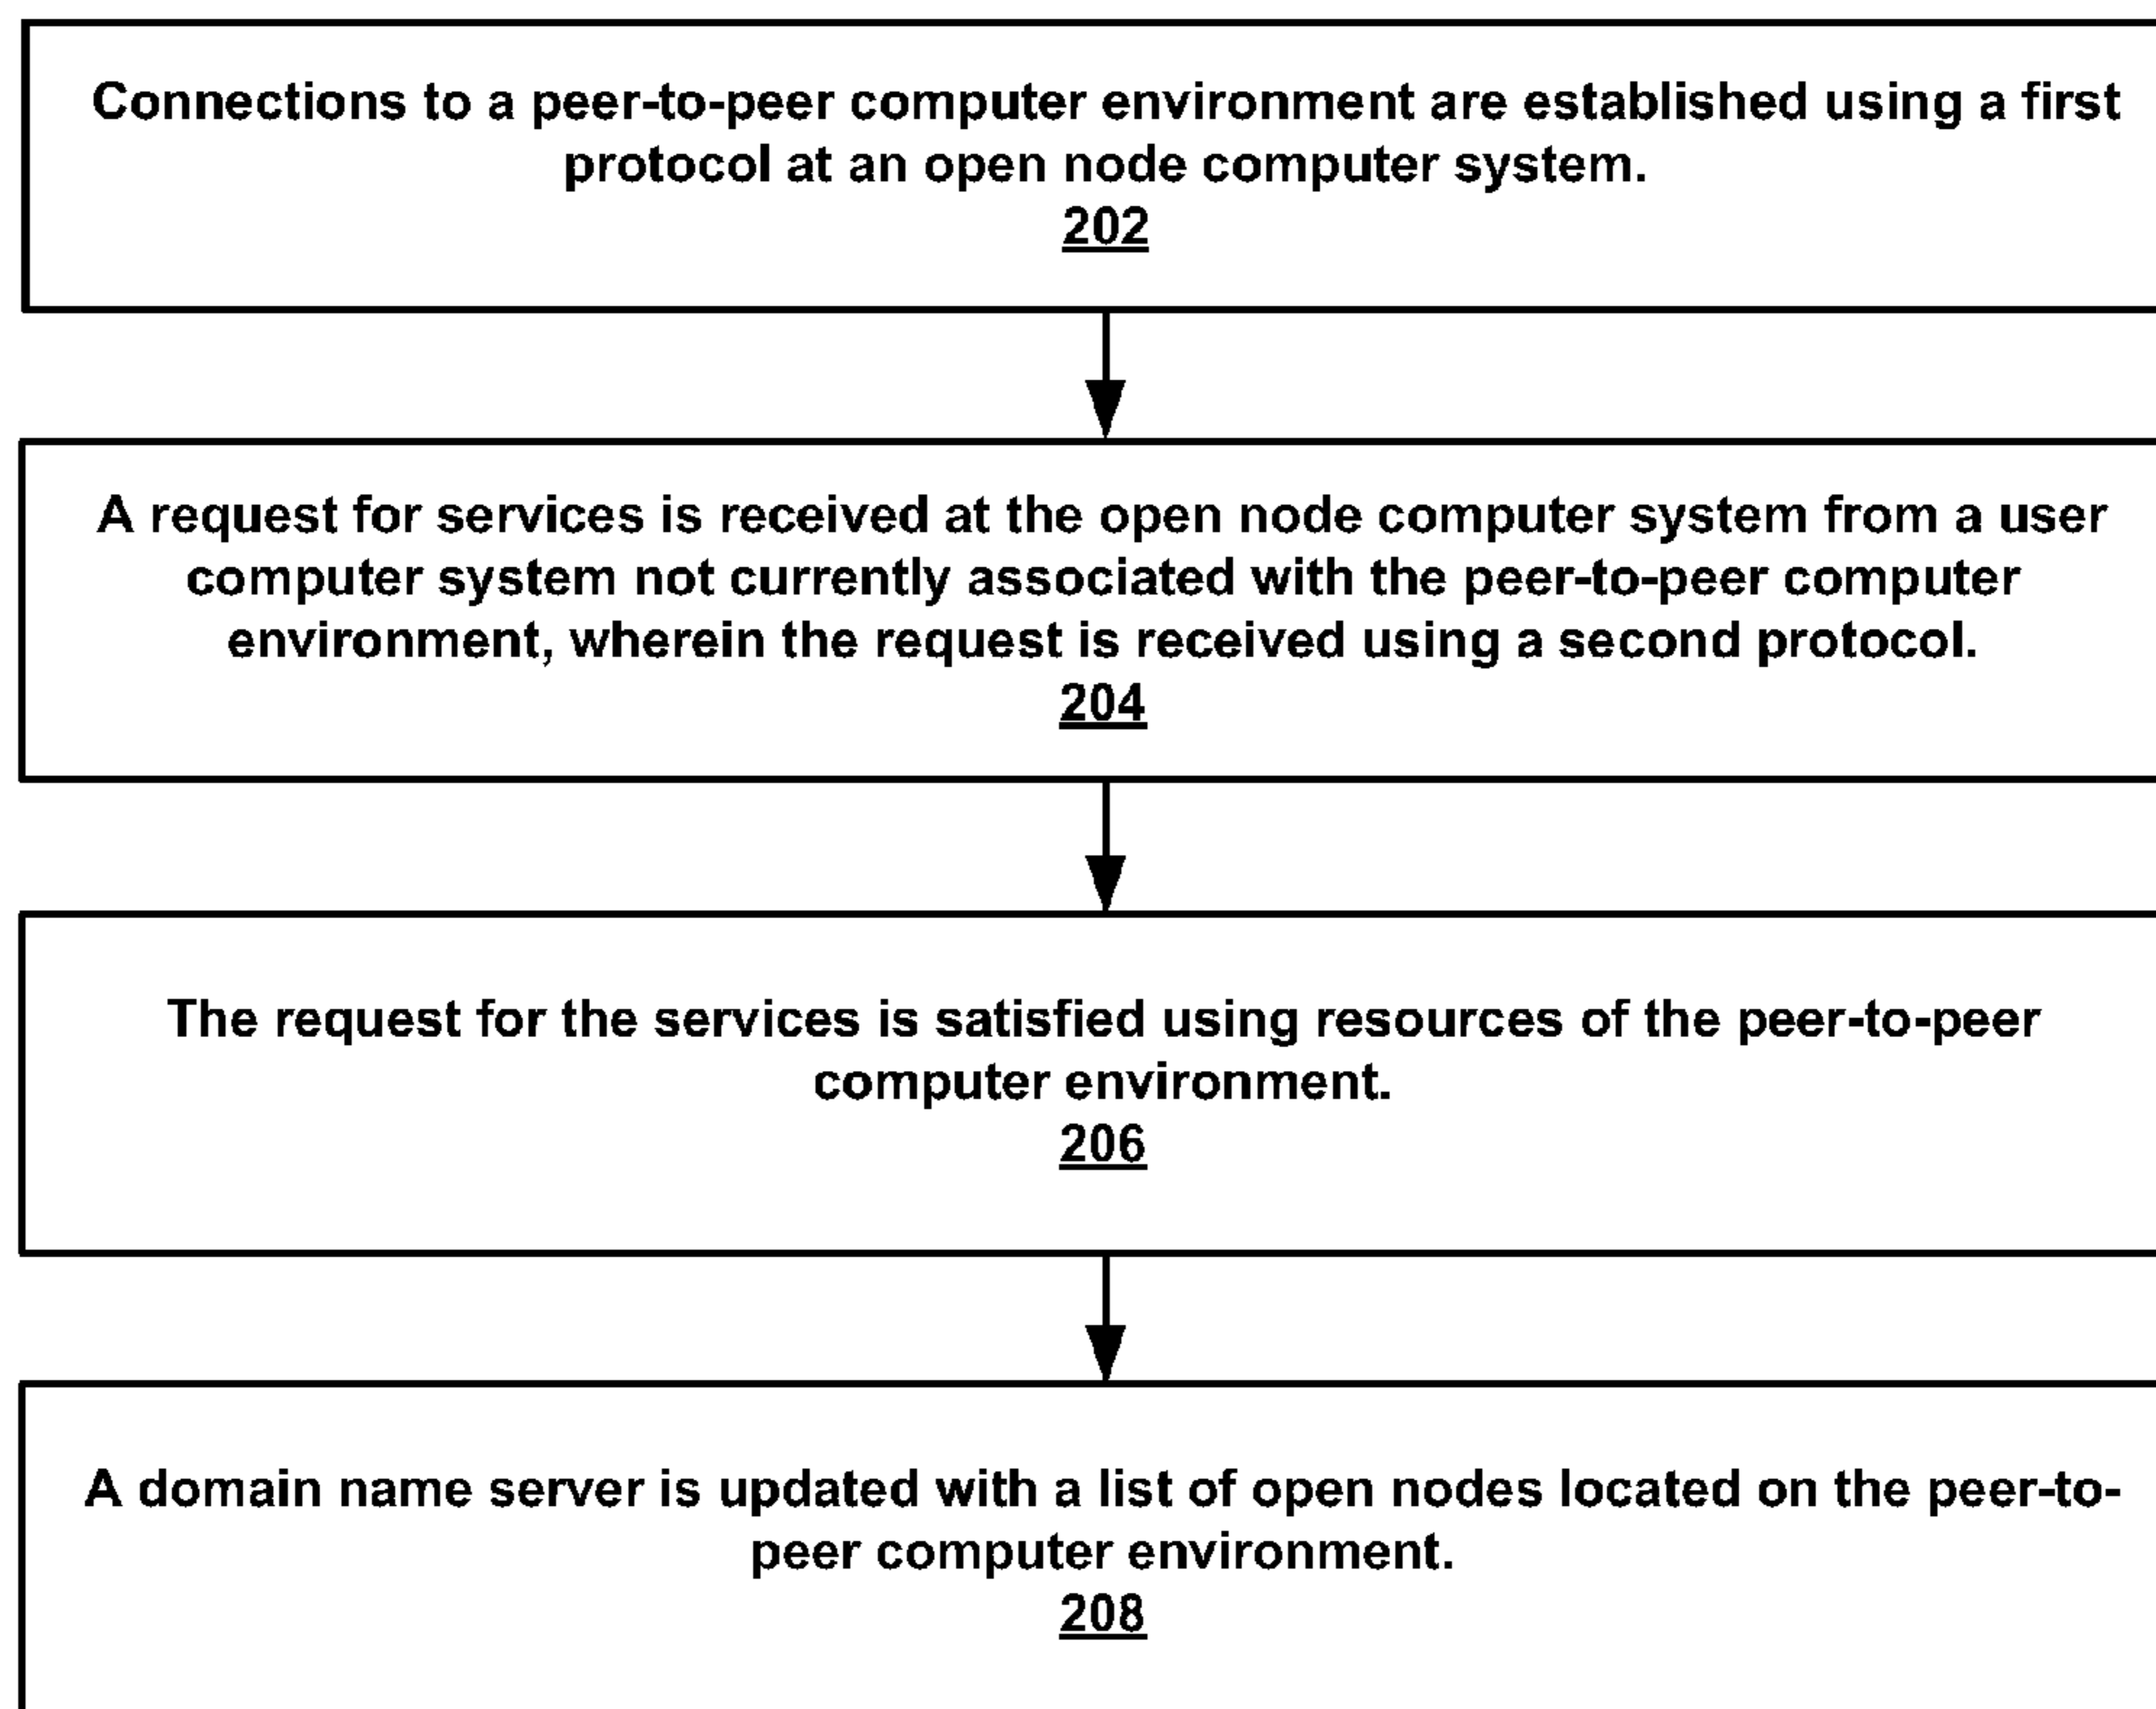 Connections to a peer-to-peer computer environment are established using a first
protocol at an open node computer system.
202
A request for services is received at the open node computer system from a user
computer system not currently associated with the peer-to-peer computer
environment, wherein the request is received using a second protocol.
204
The request for the services is satisfied using resources of the peer-to-peer
computer environment.
206
A domain name server is updated with a list of open nodes located on the peer-to-
peer computer environment.
208